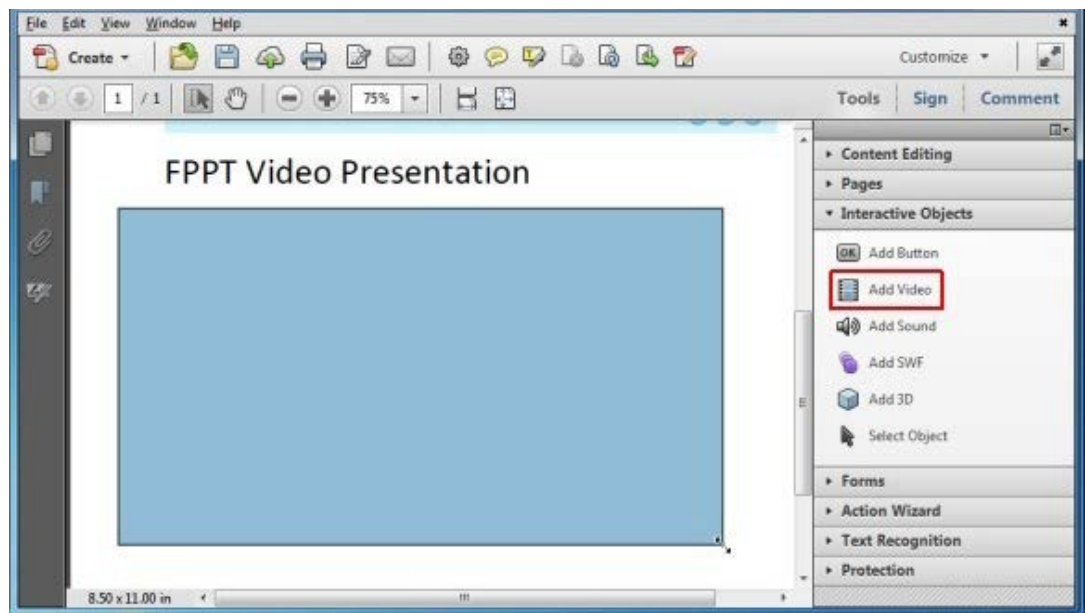 File Edit View Window Help
Create Customize
1 / 1 75% Tools Sign Comment
FPPT Video Presentation
Content Editing
Pages
Interactive Objects
OK Add Button
Add Video
Add Sound
Add SWF
Add 3D
Select Object
Forms
Action Wizard
Text Recognition
Protection
8.50 x 11.00 in